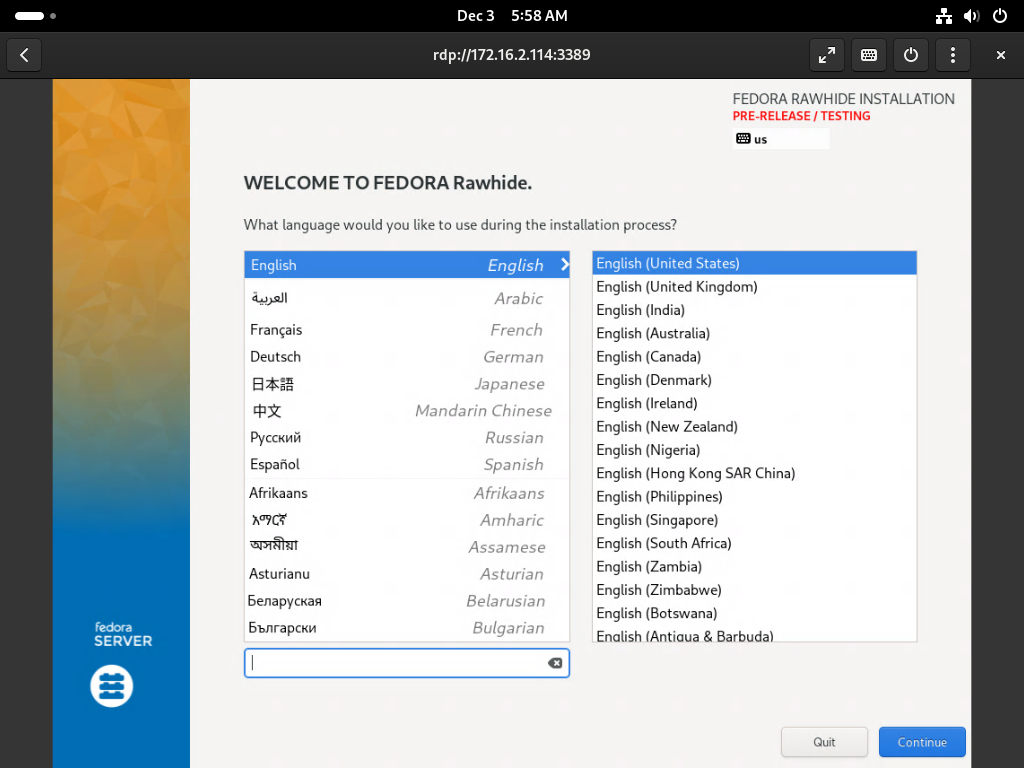 Dec 3 5:58 AM
rdp://172.16.2.114:3389
FEDORA RAWHIDE INSTALLATION
PRE-RELEASE / TESTING
us
WELCOME TO FEDORA Rawhide.
What language would you like to use during the installation process?
English English
العربية Arabic
Français French
Deutsch German
日本語 Japanese
中文 Mandarin Chinese
Русский Russian
Español Spanish
Afrikaans Afrikaans
አማርኛ Amharic
অসমীয়া Assamese
Asturianu Asturian
Беларуская Belarusian
Български Bulgarian
English (United States)
English (United Kingdom)
English (India)
English (Australia)
English (Canada)
English (Denmark)
English (Ireland)
English (New Zealand)
English (Nigeria)
English (Hong Kong SAR China)
English (Philippines)
English (Singapore)
English (South Africa)
English (Zambia)
English (Zimbabwe)
English (Botswana)
English (Antigua & Barbuda)
fedora
SERVER
Quit
Continue